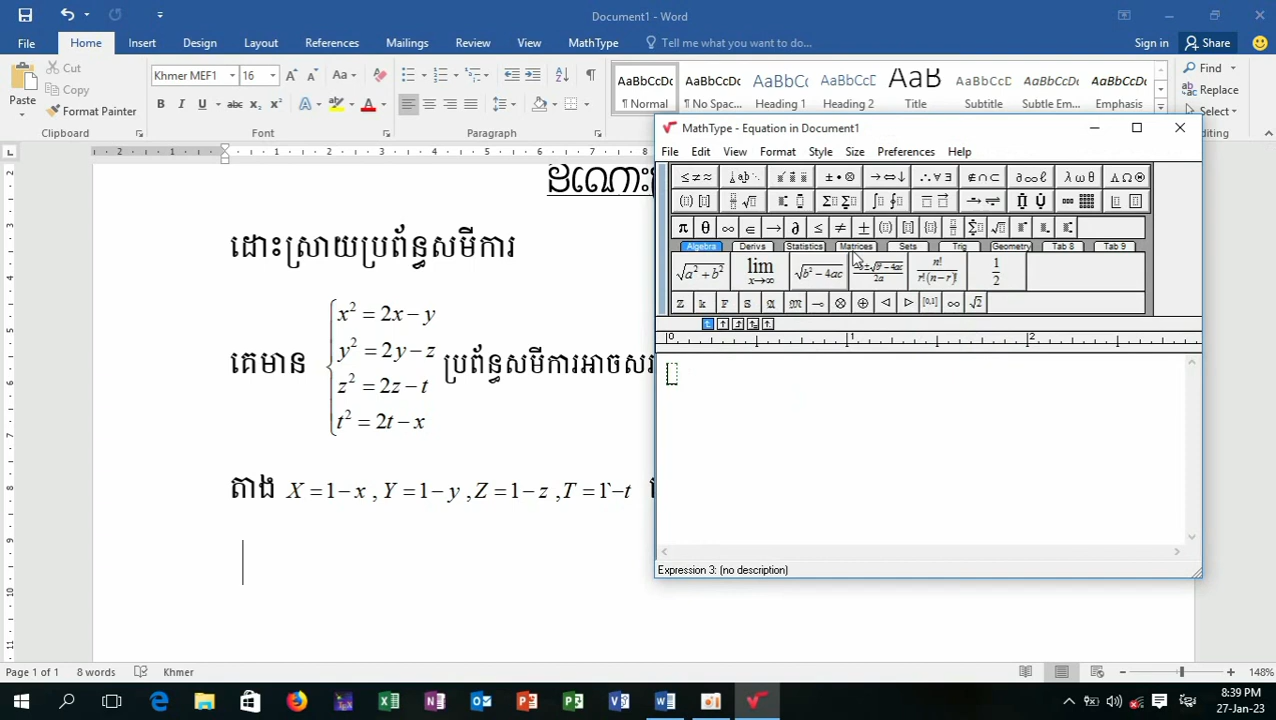 Document1 - Word
File Home Insert Design Layout References Mailings Review View MathType Tell me what you want to do... Sign in Share
Cut
Copy
Format Painter
Paste
Khmer MEF1 16
AaBbCcDc AaBbCcDc AaBbC AaBbCcD AaB AaBbCcD AaBbCcDc AaBbCcDc
¶ Normal ¶ No Spac... Heading 1 Heading 2 Title Subtitle Subtle Em... Emphasis
Find
Replace
Select
Clipboard Font Paragraph
MathType - Equation in Document1
File Edit View Format Style Size Preferences Help
Algebra Derivs Statistics Matrices Sets Trig Geometry Tab 8 Tab 9
ដោះស្រាយប្រព័ន្ធសមីការ
x² = 2x – y
y² = 2y – z
គេមាន ប្រព័ន្ធសមីការអាចសរ
z² = 2z – t
t² = 2t – x
តាង X = 1 – x , Y = 1 – y , Z = 1 – z , T = 1 – t
Expression 3: (no description)
Page 1 of 1 8 words Khmer 148%
8:39 PM
27-Jan-23